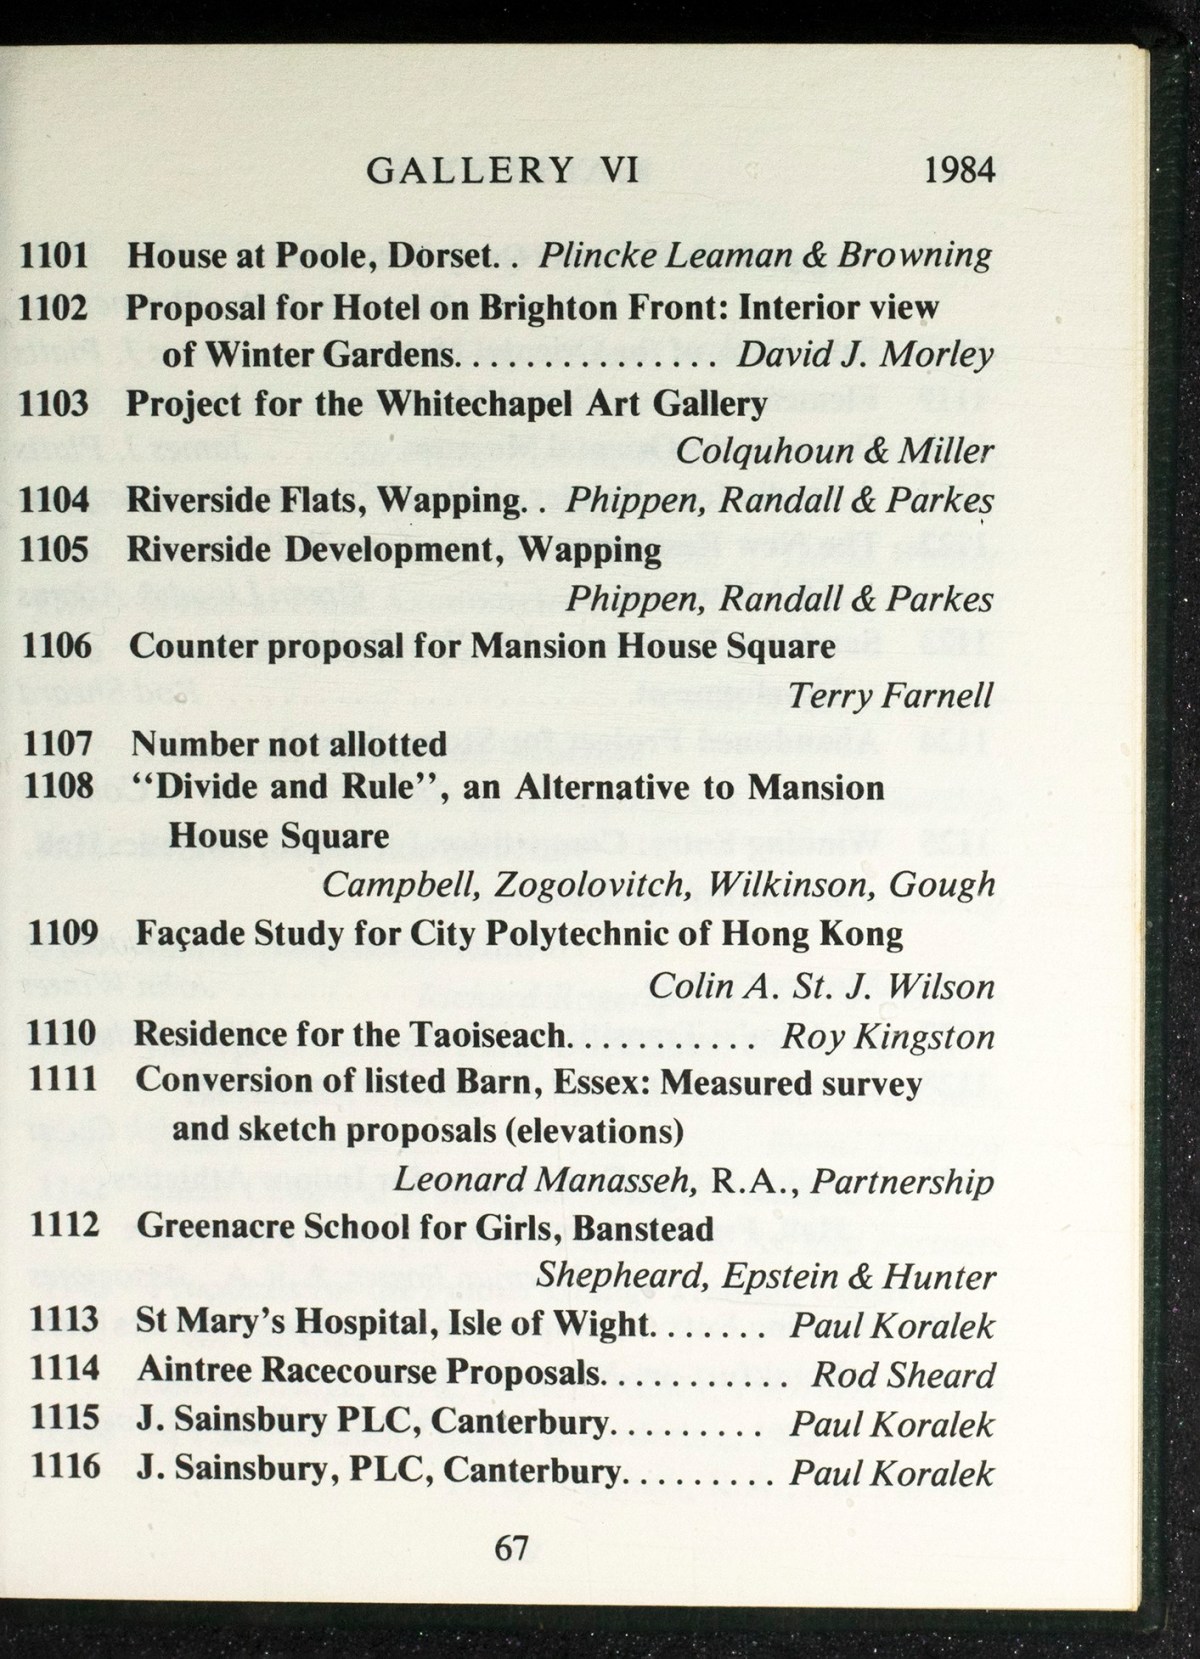 GALLERY VI 1984
1101 House at Poole, Dorset. . Plincke Leaman & Browning
1102 Proposal for Hotel on Brighton Front: Interior view
of Winter Gardens. . . . . . . . . . . . . . . . David J. Morley
1103 Project for the Whitechapel Art Gallery
Colquhoun & Miller
1104 Riverside Flats, Wapping. . Phippen, Randall & Parkes
1105 Riverside Development, Wapping
Phippen, Randall & Parkes
1106 Counter proposal for Mansion House Square
Terry Farnell
1107 Number not allotted
1108 “Divide and Rule”, an Alternative to Mansion
House Square
Campbell, Zogolovitch, Wilkinson, Gough
1109 Façade Study for City Polytechnic of Hong Kong
Colin A. St. J. Wilson
1110 Residence for the Taoiseach. . . . . . . . . . . . Roy Kingston
1111 Conversion of listed Barn, Essex: Measured survey
and sketch proposals (elevations)
Leonard Manasseh, R.A., Partnership
1112 Greenacre School for Girls, Banstead
Shepheard, Epstein & Hunter
1113 St Mary’s Hospital, Isle of Wight. . . . . . . Paul Koralek
1114 Aintree Racecourse Proposals. . . . . . . . . . . . Rod Sheard
1115 J. Sainsbury PLC, Canterbury. . . . . . . . . . Paul Koralek
1116 J. Sainsbury, PLC, Canterbury. . . . . . . . . Paul Koralek
67